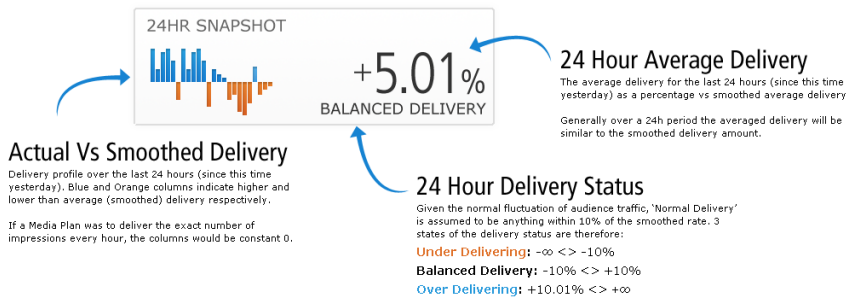 24HR SNAPSHOT
+5.01%
BALANCED DELIVERY
24 Hour Average Delivery
The average delivery for the last 24 hours (since this time
yesterday) as a percentage vs smoothed average delivery
Generally over a 24h period the averaged delivery will be
similar to the smoothed delivery amount.
Actual Vs Smoothed Delivery
Delivery profile over the last 24 hours (since this time
yesterday). Blue and Orange columns indicate higher and
lower than average (smoothed) delivery respectively.
If a Media Plan was to deliver the exact number of
impressions every hour, the columns would be constant 0.
24 Hour Delivery Status
Given the normal fluctuation of audience traffic, ‘Normal Delivery’
is assumed to be anything within 10% of the smoothed rate. 3
states of the delivery status are therefore:
Under Delivering: -∞ <> -10%
Balanced Delivery: -10% <> +10%
Over Delivering: +10.01% <> +∞